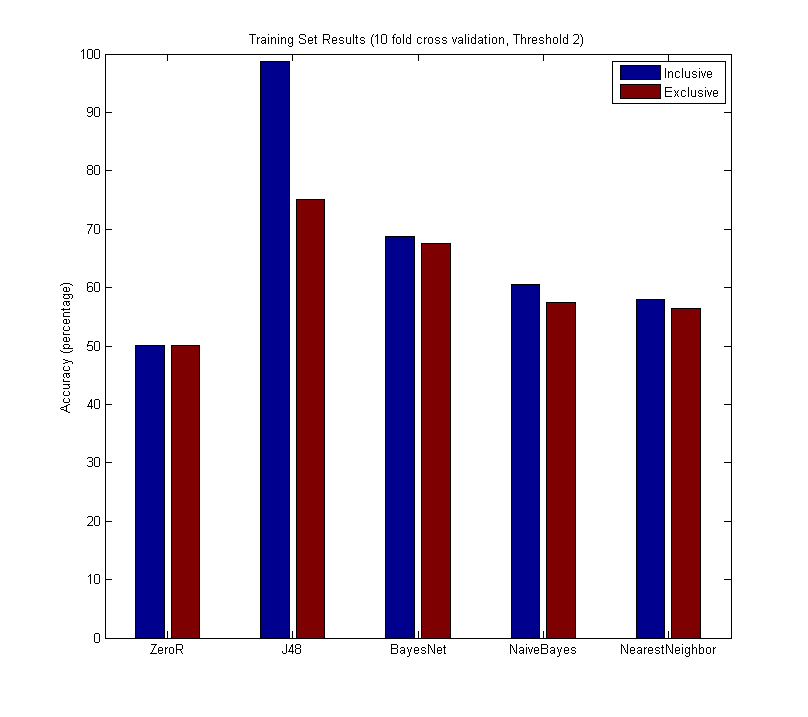 Training Set Results (10 fold cross validation, Threshold 2)
Inclusive
Exclusive
Accuracy (percentage)
100
90
80
70
60
50
40
30
20
10
0
ZeroR J48 BayesNet NaiveBayes NearestNeighbor